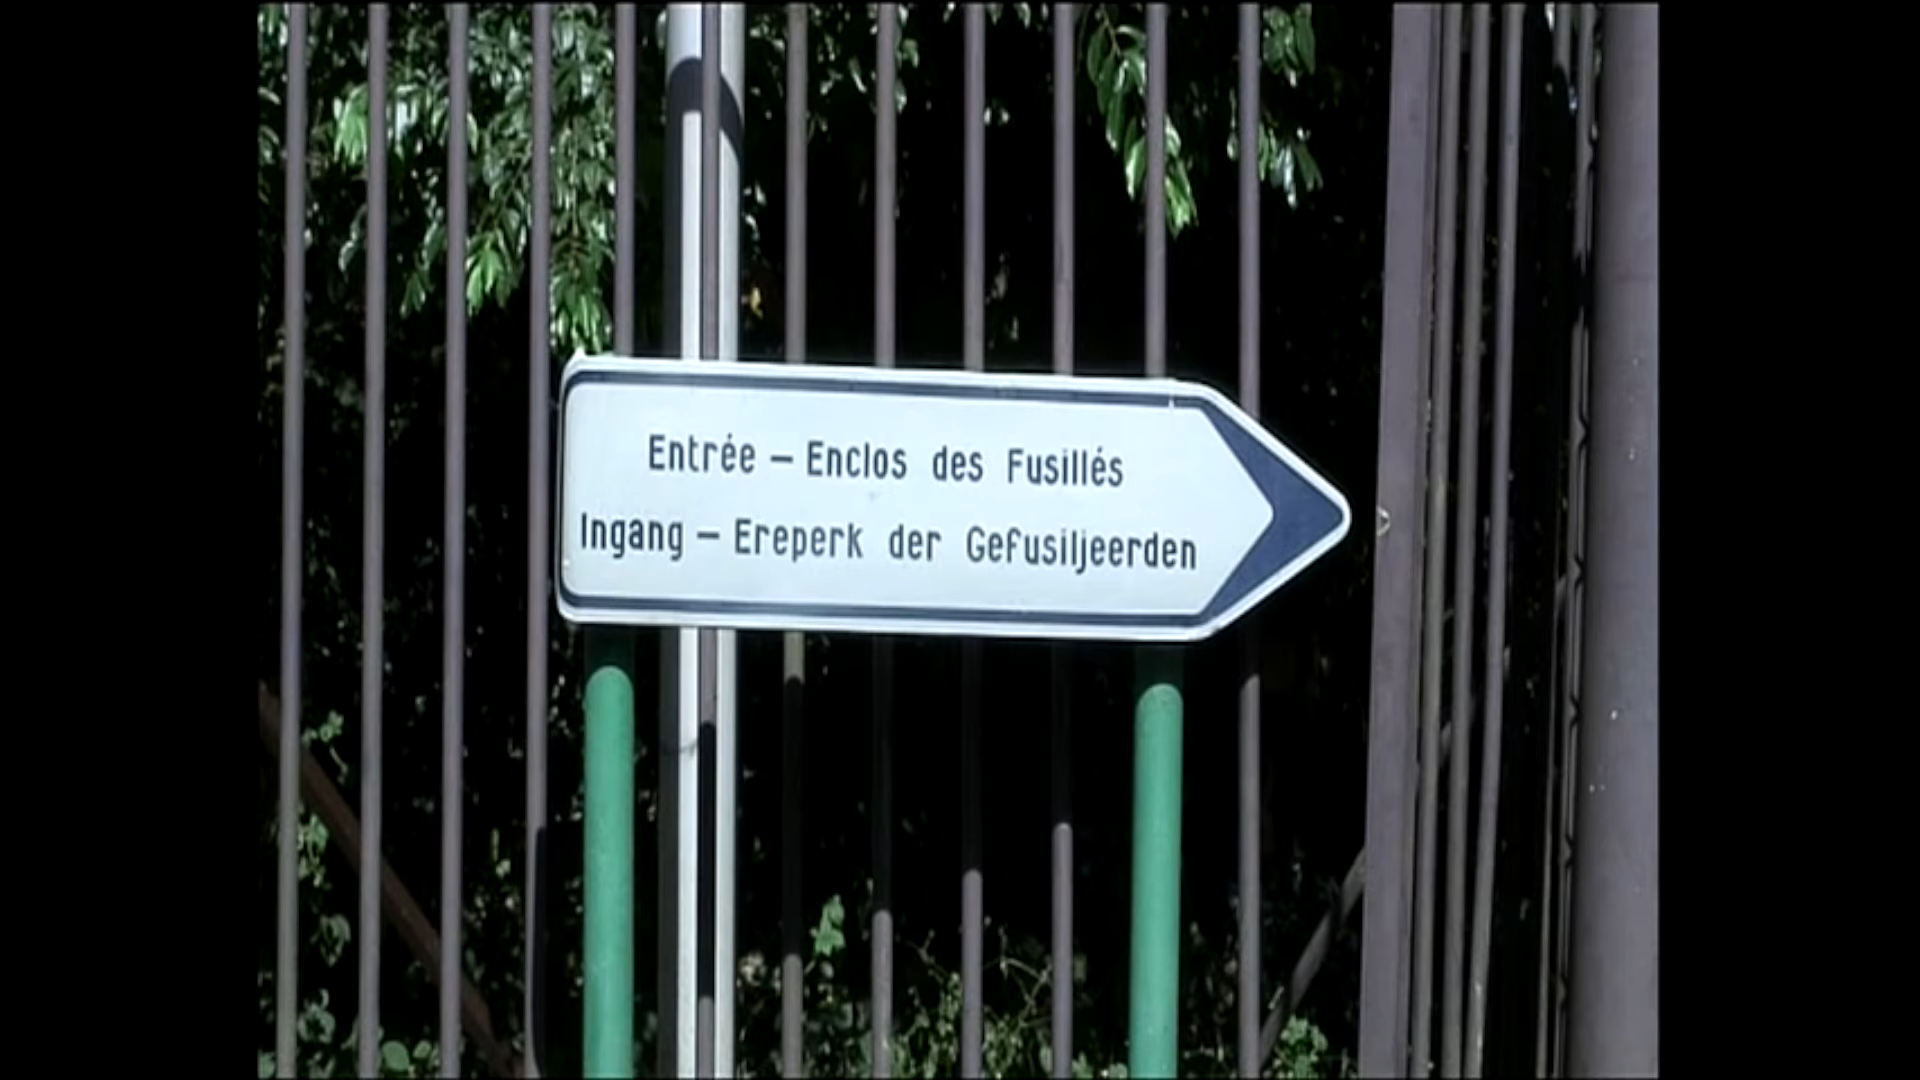 Entrée – Enclos des Fusillés
Ingang – Ereperk der Gefusiljeerden